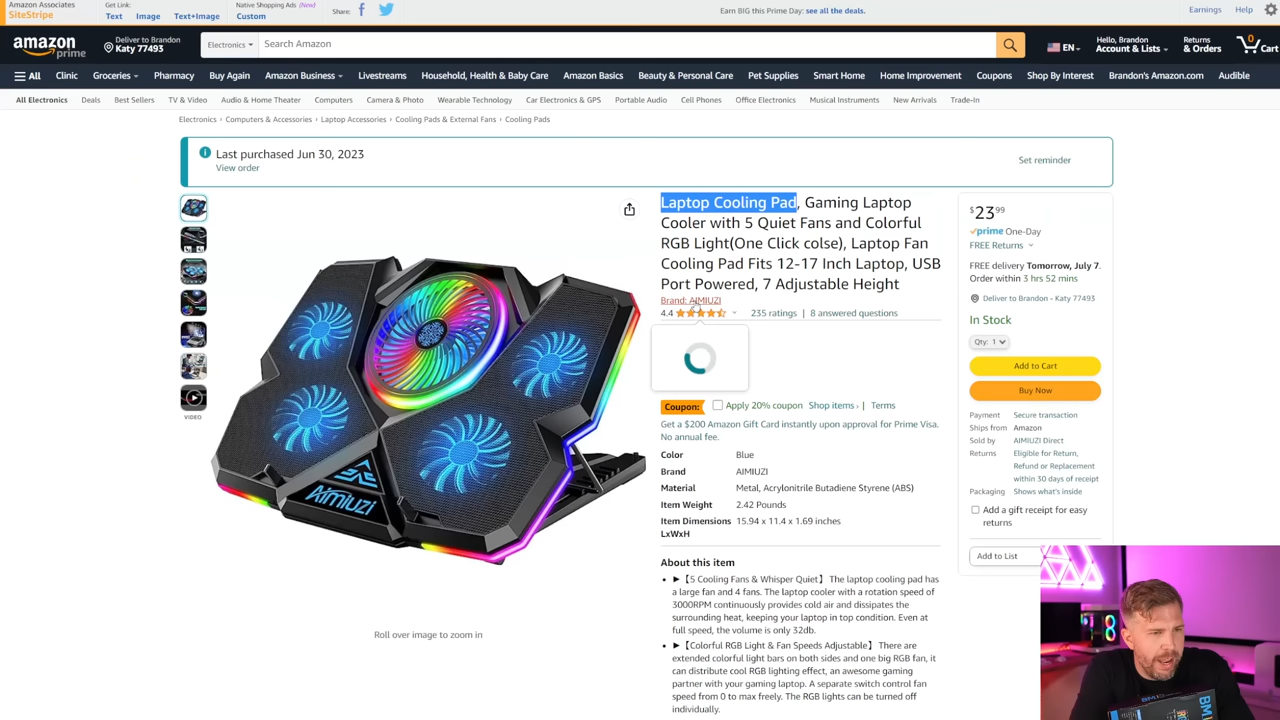 Amazon Associates
SiteStripe
Get Link:
Text Image Text+Image
Native Shopping Ads (New)
Custom
Share:
Earn BIG this Prime Day: see all the deals.
Earnings Help
amazon prime
Deliver to Brandon
Katy 77493
Electronics Search Amazon
EN
Hello, Brandon
Account & Lists
Returns
& Orders
0
Cart
All Clinic Groceries Pharmacy Buy Again Amazon Business Livestreams Household, Health & Baby Care Amazon Basics Beauty & Personal Care Pet Supplies Smart Home Home Improvement Coupons Shop By Interest Brandon's Amazon.com Audible
All Electronics Deals Best Sellers TV & Video Audio & Home Theater Computers Camera & Photo Wearable Technology Car Electronics & GPS Portable Audio Cell Phones Office Electronics Musical Instruments New Arrivals Trade-In
Electronics › Computers & Accessories › Laptop Accessories › Cooling Pads & External Fans › Cooling Pads
Last purchased Jun 30, 2023
View order
Set reminder
VIDEO
AIMIUZI
Roll over image to zoom in
Laptop Cooling Pad, Gaming Laptop
Cooler with 5 Quiet Fans and Colorful
RGB Light(One Click colse), Laptop Fan
Cooling Pad Fits 12-17 Inch Laptop, USB
Port Powered, 7 Adjustable Height
Brand: AIMIUZI
4.4 235 ratings | 8 answered questions
Coupon: Apply 20% coupon Shop items › | Terms
Get a $200 Amazon Gift Card instantly upon approval for Prime Visa.
No annual fee.
Color Blue
Brand AIMIUZI
Material Metal, Acrylonitrile Butadiene Styrene (ABS)
Item Weight 2.42 Pounds
Item Dimensions 15.94 x 11.4 x 1.69 inches
LxWxH
About this item
• ►【5 Cooling Fans & Whisper Quiet】The laptop cooling pad has
a large fan and 4 fans. The laptop cooler with a rotation speed of
3000RPM continuously provides cold air and dissipates the
surrounding heat, keeping your laptop in top condition. Even at
full speed, the volume is only 32db.
• ►【Colorful RGB Light & Fan Speeds Adjustable】There are
extended colorful light bars on both sides and one big RGB fan, it
can distribute cool RGB lighting effect, an awesome gaming
partner with your gaming laptop. A separate switch control fan
speed from 0 to max freely. The RGB lights can be turned off
individually.
$23 99
prime One-Day
FREE Returns
FREE delivery Tomorrow, July 7.
Order within 3 hrs 52 mins
Deliver to Brandon - Katy 77493
In Stock
Qty: 1
Add to Cart
Buy Now
Payment Secure transaction
Ships from Amazon
Sold by AIMIUZI Direct
Returns Eligible for Return,
Refund or Replacement
within 30 days of receipt
Packaging Shows what's inside
Add a gift receipt for easy
returns
Add to List